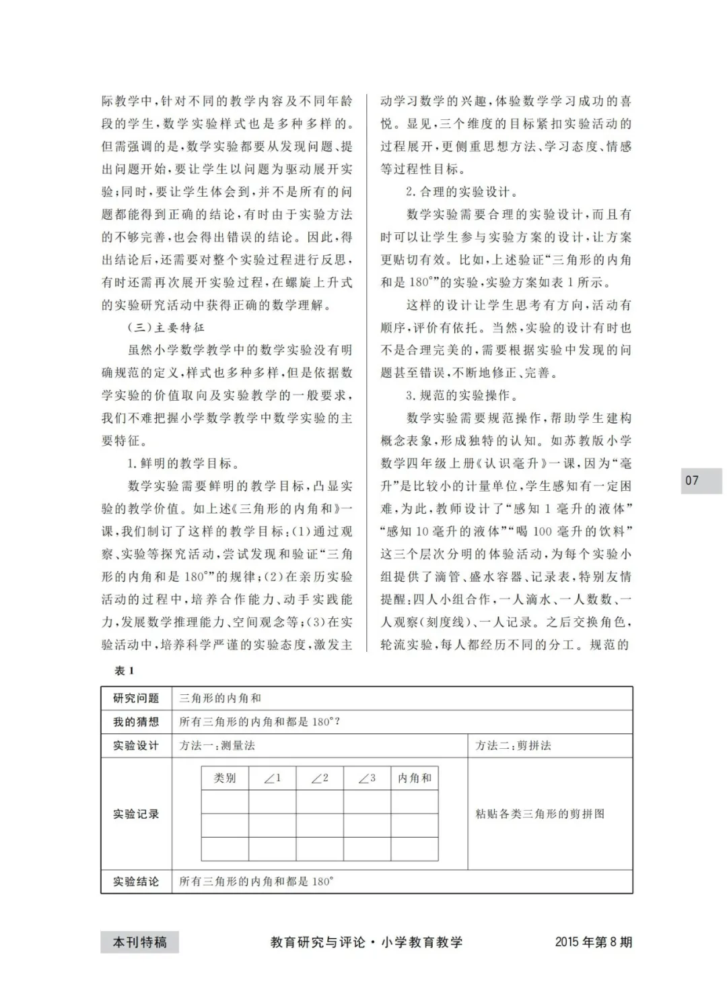 际教学中,针对不同的教学内容及不同年龄
段的学生,数学实验样式也是多种多样的。
但需强调的是,数学实验都要从发现问题、提
出问题开始,要让学生以问题为驱动展开实
验;同时,要让学生体会到,并不是所有的问
题都能得到正确的结论,有时由于实验方法
的不够完善,也会得出错误的结论。因此,得
出结论后,还需要对整个实验过程进行反思,
有时还需再次展开实验过程,在螺旋上升式
的实验研究活动中获得正确的数学理解。
(三)主要特征
虽然小学数学教学中的数学实验没有明
确规范的定义,样式也多种多样,但是依据数
学实验的价值取向及实验教学的一般要求,
我们不难把握小学数学教学中数学实验的主
要特征。
1.鲜明的教学目标。
数学实验需要鲜明的教学目标,凸显实
验的教学价值。如上述《三角形的内角和》一
课,我们制订了这样的教学目标:(1)通过观
察、实验等探究活动,尝试发现和验证“三角
形的内角和是180°”的规律;(2)在亲历实验
活动的过程中,培养合作能力、动手实践能
力,发展数学推理能力、空间观念等;(3)在实
验活动中,培养科学严谨的实验态度,激发主
动学习数学的兴趣,体验数学学习成功的喜
悦。显见,三个维度的目标紧扣实验活动的
过程展开,更侧重思想方法、学习态度、情感
等过程性目标。
2.合理的实验设计。
数学实验需要合理的实验设计,而且有
时可以让学生参与实验方案的设计,让方案
更贴切有效。比如,上述验证“三角形的内角
和是180°”的实验,实验方案如表1所示。
这样的设计让学生思考有方向,活动有
顺序,评价有依托。当然,实验的设计有时也
不是合理完美的,需要根据实验中发现的问
题甚至错误,不断地修正、完善。
3.规范的实验操作。
数学实验需要规范操作,帮助学生建构
概念表象,形成独特的认知。如苏教版小学
数学四年级上册《认识毫升》一课,因为“毫
升”是比较小的计量单位,学生感知有一定困
难,为此,教师设计了“感知1毫升的液体”
“感知10毫升的液体”“喝100毫升的饮料”
这三个层次分明的体验活动,为每个实验小
组提供了滴管、盛水容器、记录表,特别友情
提醒:四人小组合作,一人滴水、一人数数、一
人观察(刻度线)、一人记录。之后交换角色,
轮流实验,每人都经历不同的分工。规范的
07
表1
研究问题 三角形的内角和
我的猜想 所有三角形的内角和都是180°?
实验设计 方法一:测量法 方法二:剪拼法
类别 ∠1 ∠2 ∠3 内角和
实验记录 粘贴各类三角形的剪拼图
实验结论 所有三角形的内角和都是180°
本刊特稿 教育研究与评论·小学教育教学 2015年第8期